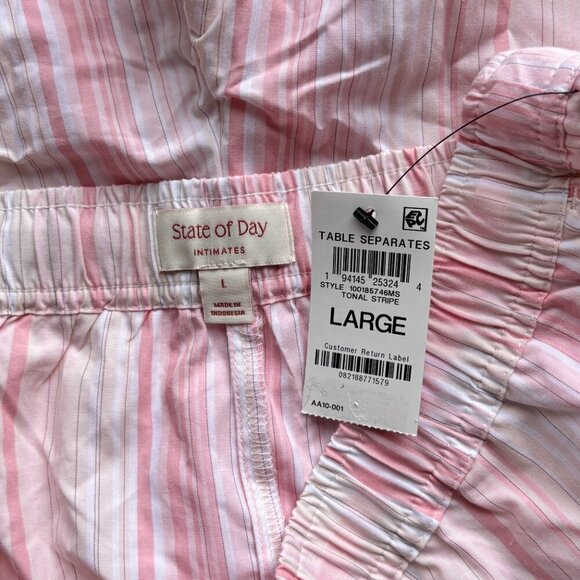 State of Day
INTIMATES
L
MADE IN
INDONESIA
TABLE SEPARATES
1 94145 25324 4
STYLE 100185746MS
TONAL STRIPE
LARGE
Customer Return Label
082188771579
AA10-001